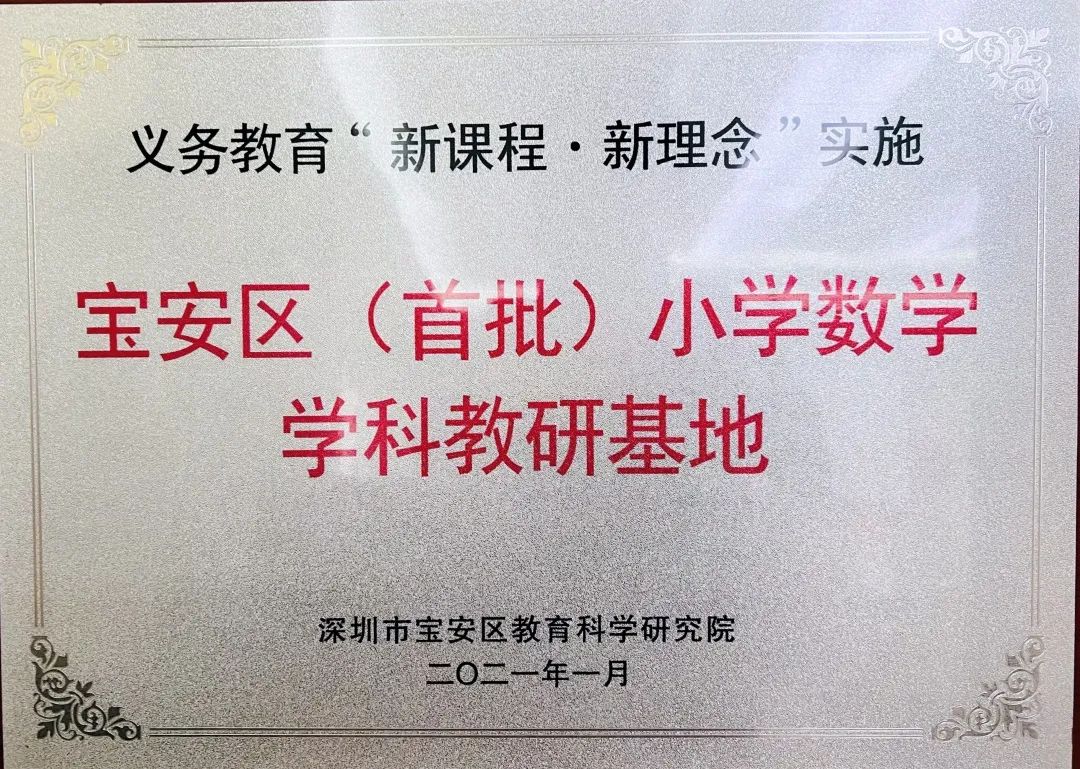 义务教育“新课程·新理念”实施
宝安区（首批）小学数学
学科教研基地
深圳市宝安区教育科学研究院
二〇二一年一月